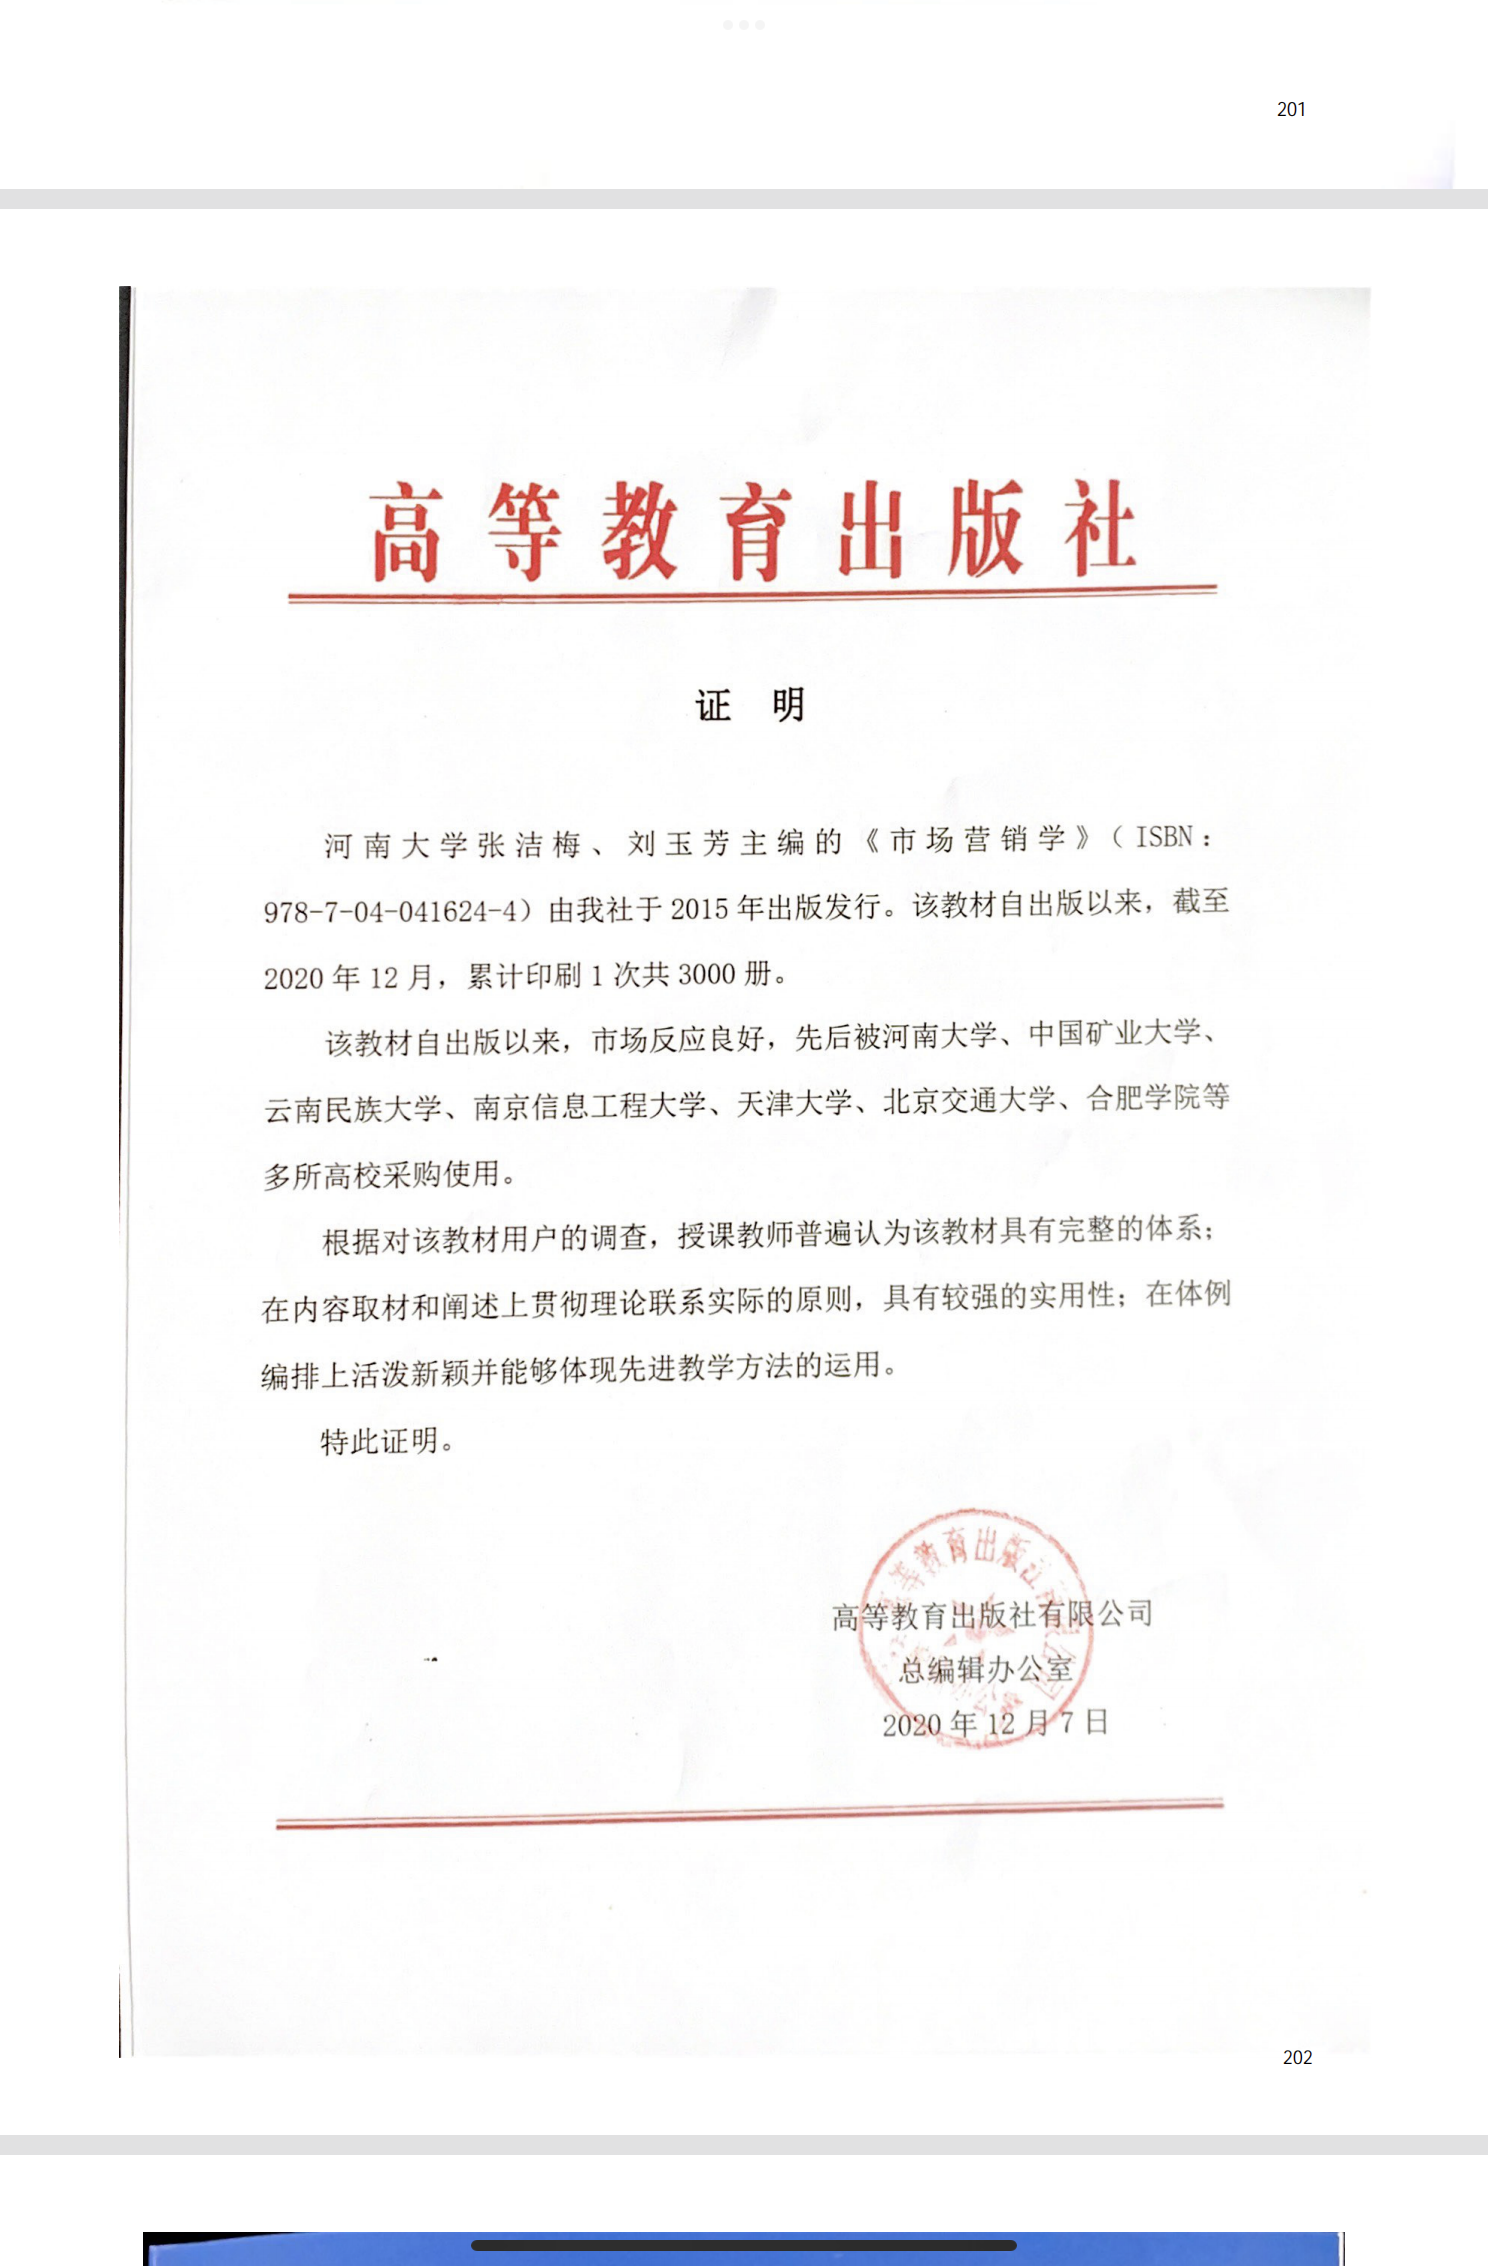 201
高等教育出版社
证 明
河南大学张洁梅、刘玉芳主编的《市场营销学》（ISBN：
978-7-04-041624-4）由我社于 2015 年出版发行。该教材自出版以来，截至
2020 年 12 月，累计印刷 1 次共 3000 册。
该教材自出版以来，市场反应良好，先后被河南大学、中国矿业大学、
云南民族大学、南京信息工程大学、天津大学、北京交通大学、合肥学院等
多所高校采购使用。
根据对该教材用户的调查，授课教师普遍认为该教材具有完整的体系；
在内容取材和阐述上贯彻理论联系实际的原则，具有较强的实用性；在体例
编排上活泼新颖并能够体现先进教学方法的运用。
特此证明。
高等教育出版社有限公司
总编辑办公室
2020 年 12 月 7 日
202